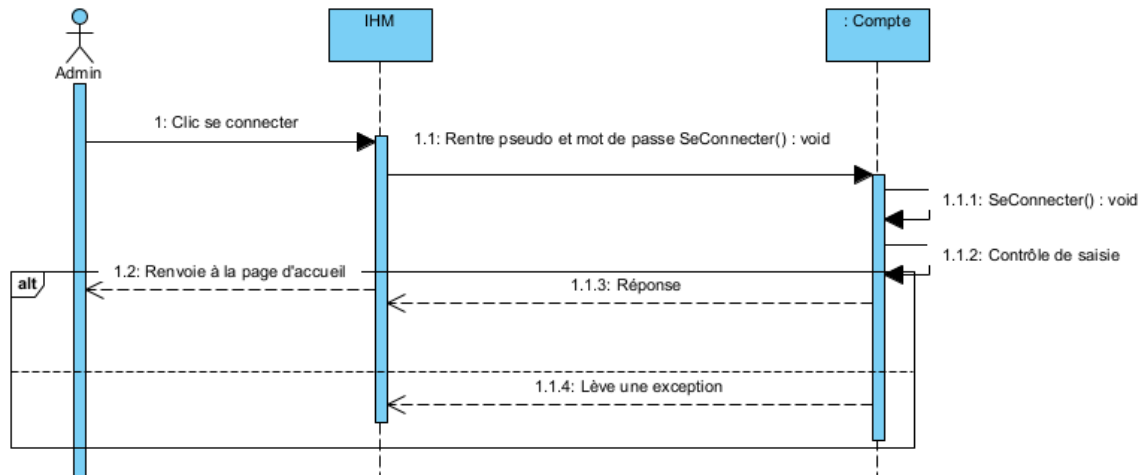 IHM
: Compte
Admin
1: Clic se connecter
1.1: Rentre pseudo et mot de passe SeConnecter() : void
1.1.1: SeConnecter() : void
1.1.2: Contrôle de saisie
alt
1.2: Renvoie à la page d'accueil
1.1.3: Réponse
1.1.4: Lève une exception